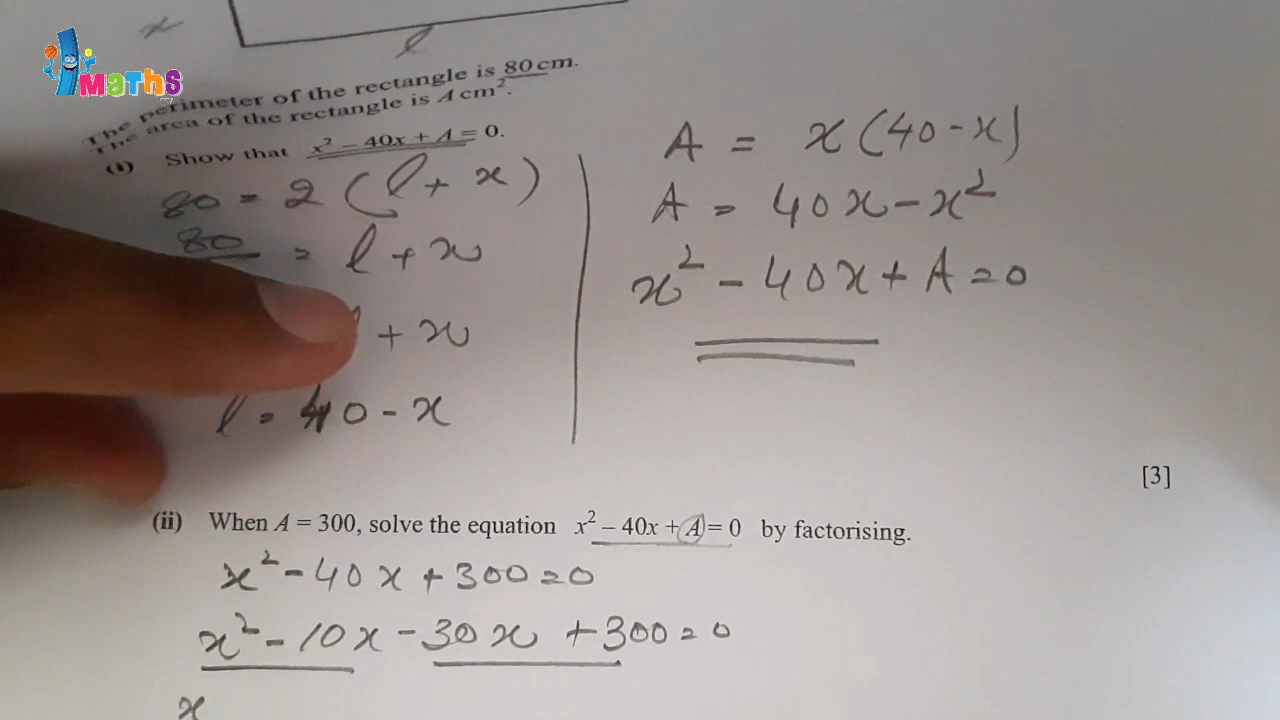 Maths
x
l
The perimeter of the rectangle is 80 cm.
The area of the rectangle is A cm².
(i) Show that x² – 40x + A = 0.
80 = 2 (l + x)
80 = l + x
+ x
l = 40 - x
A = x(40-x)
A = 40x-x²
x² - 40x + A = 0
[3]
(ii) When A = 300, solve the equation x² – 40x + A = 0 by factorising.
x² - 40x + 300 = 0
x² - 10x - 30x + 300 = 0
x